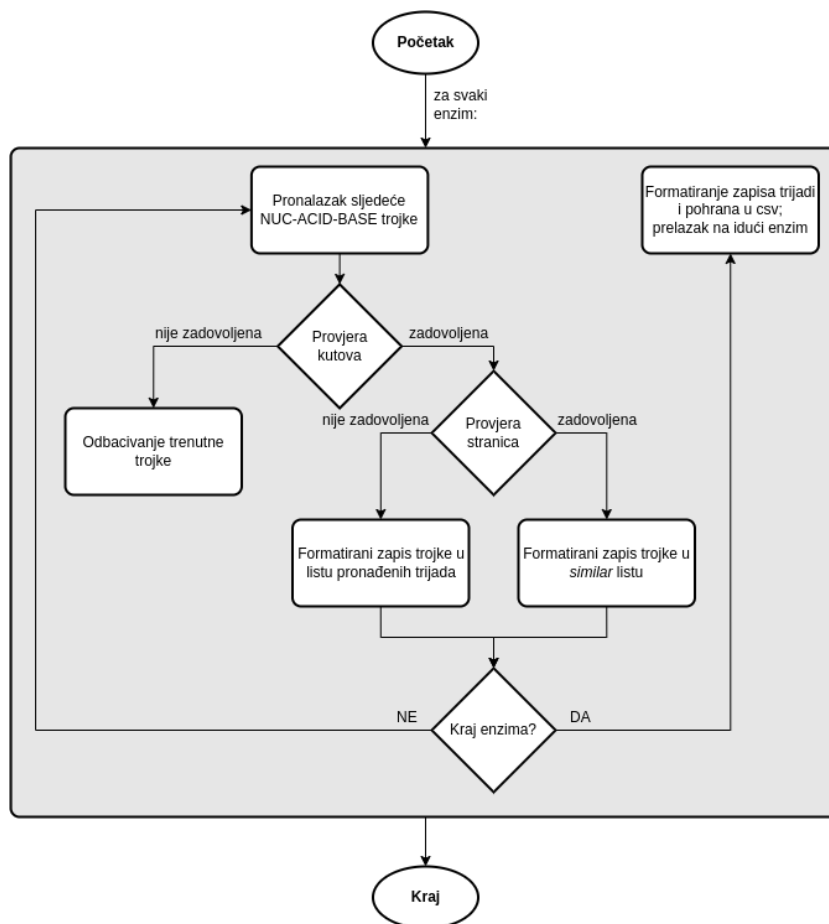 Početak
za svaki
enzim:
Pronalazak sljedeće
NUC-ACID-BASE trojke
Formatiranje zapisa trijadi
i pohrana u csv;
prelazak na idući enzim
nije zadovoljena
Provjera
kutova
zadovoljena
Odbacivanje trenutne
trojke
nije zadovoljena
Provjera
stranica
zadovoljena
Formatirani zapis trojke u
listu pronađenih trijada
Formatirani zapis trojke u
similar listu
NE
Kraj enzima?
DA
Kraj